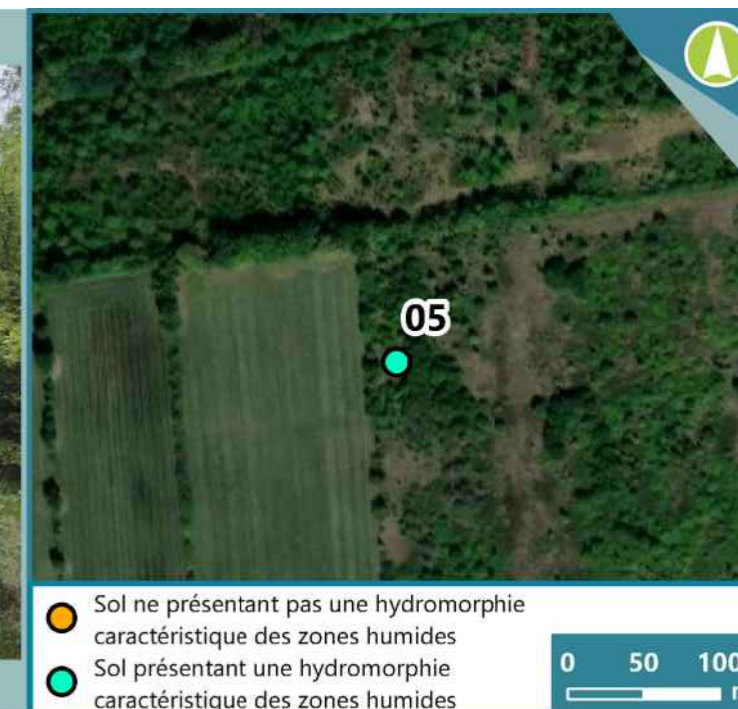 05
Sol ne présentant pas une hydromorphie
caractéristique des zones humides
Sol présentant une hydromorphie
caractéristique des zones humides
0 50 100